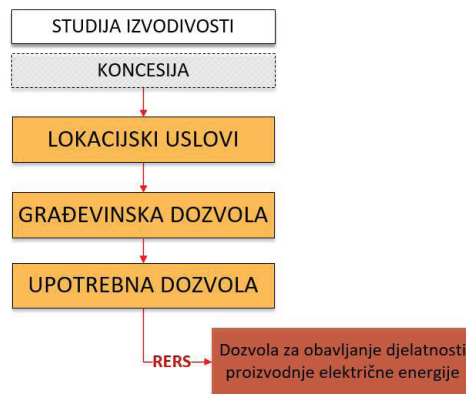 STUDIJA IZVODIVOSTI
KONCESIJA
LOKACIJSKI USLOVI
GRAĐEVINSKA DOZVOLA
UPOTREBNA DOZVOLA
RERS
Dozvola za obavljanje djelatnosti
proizvodnje električne energije